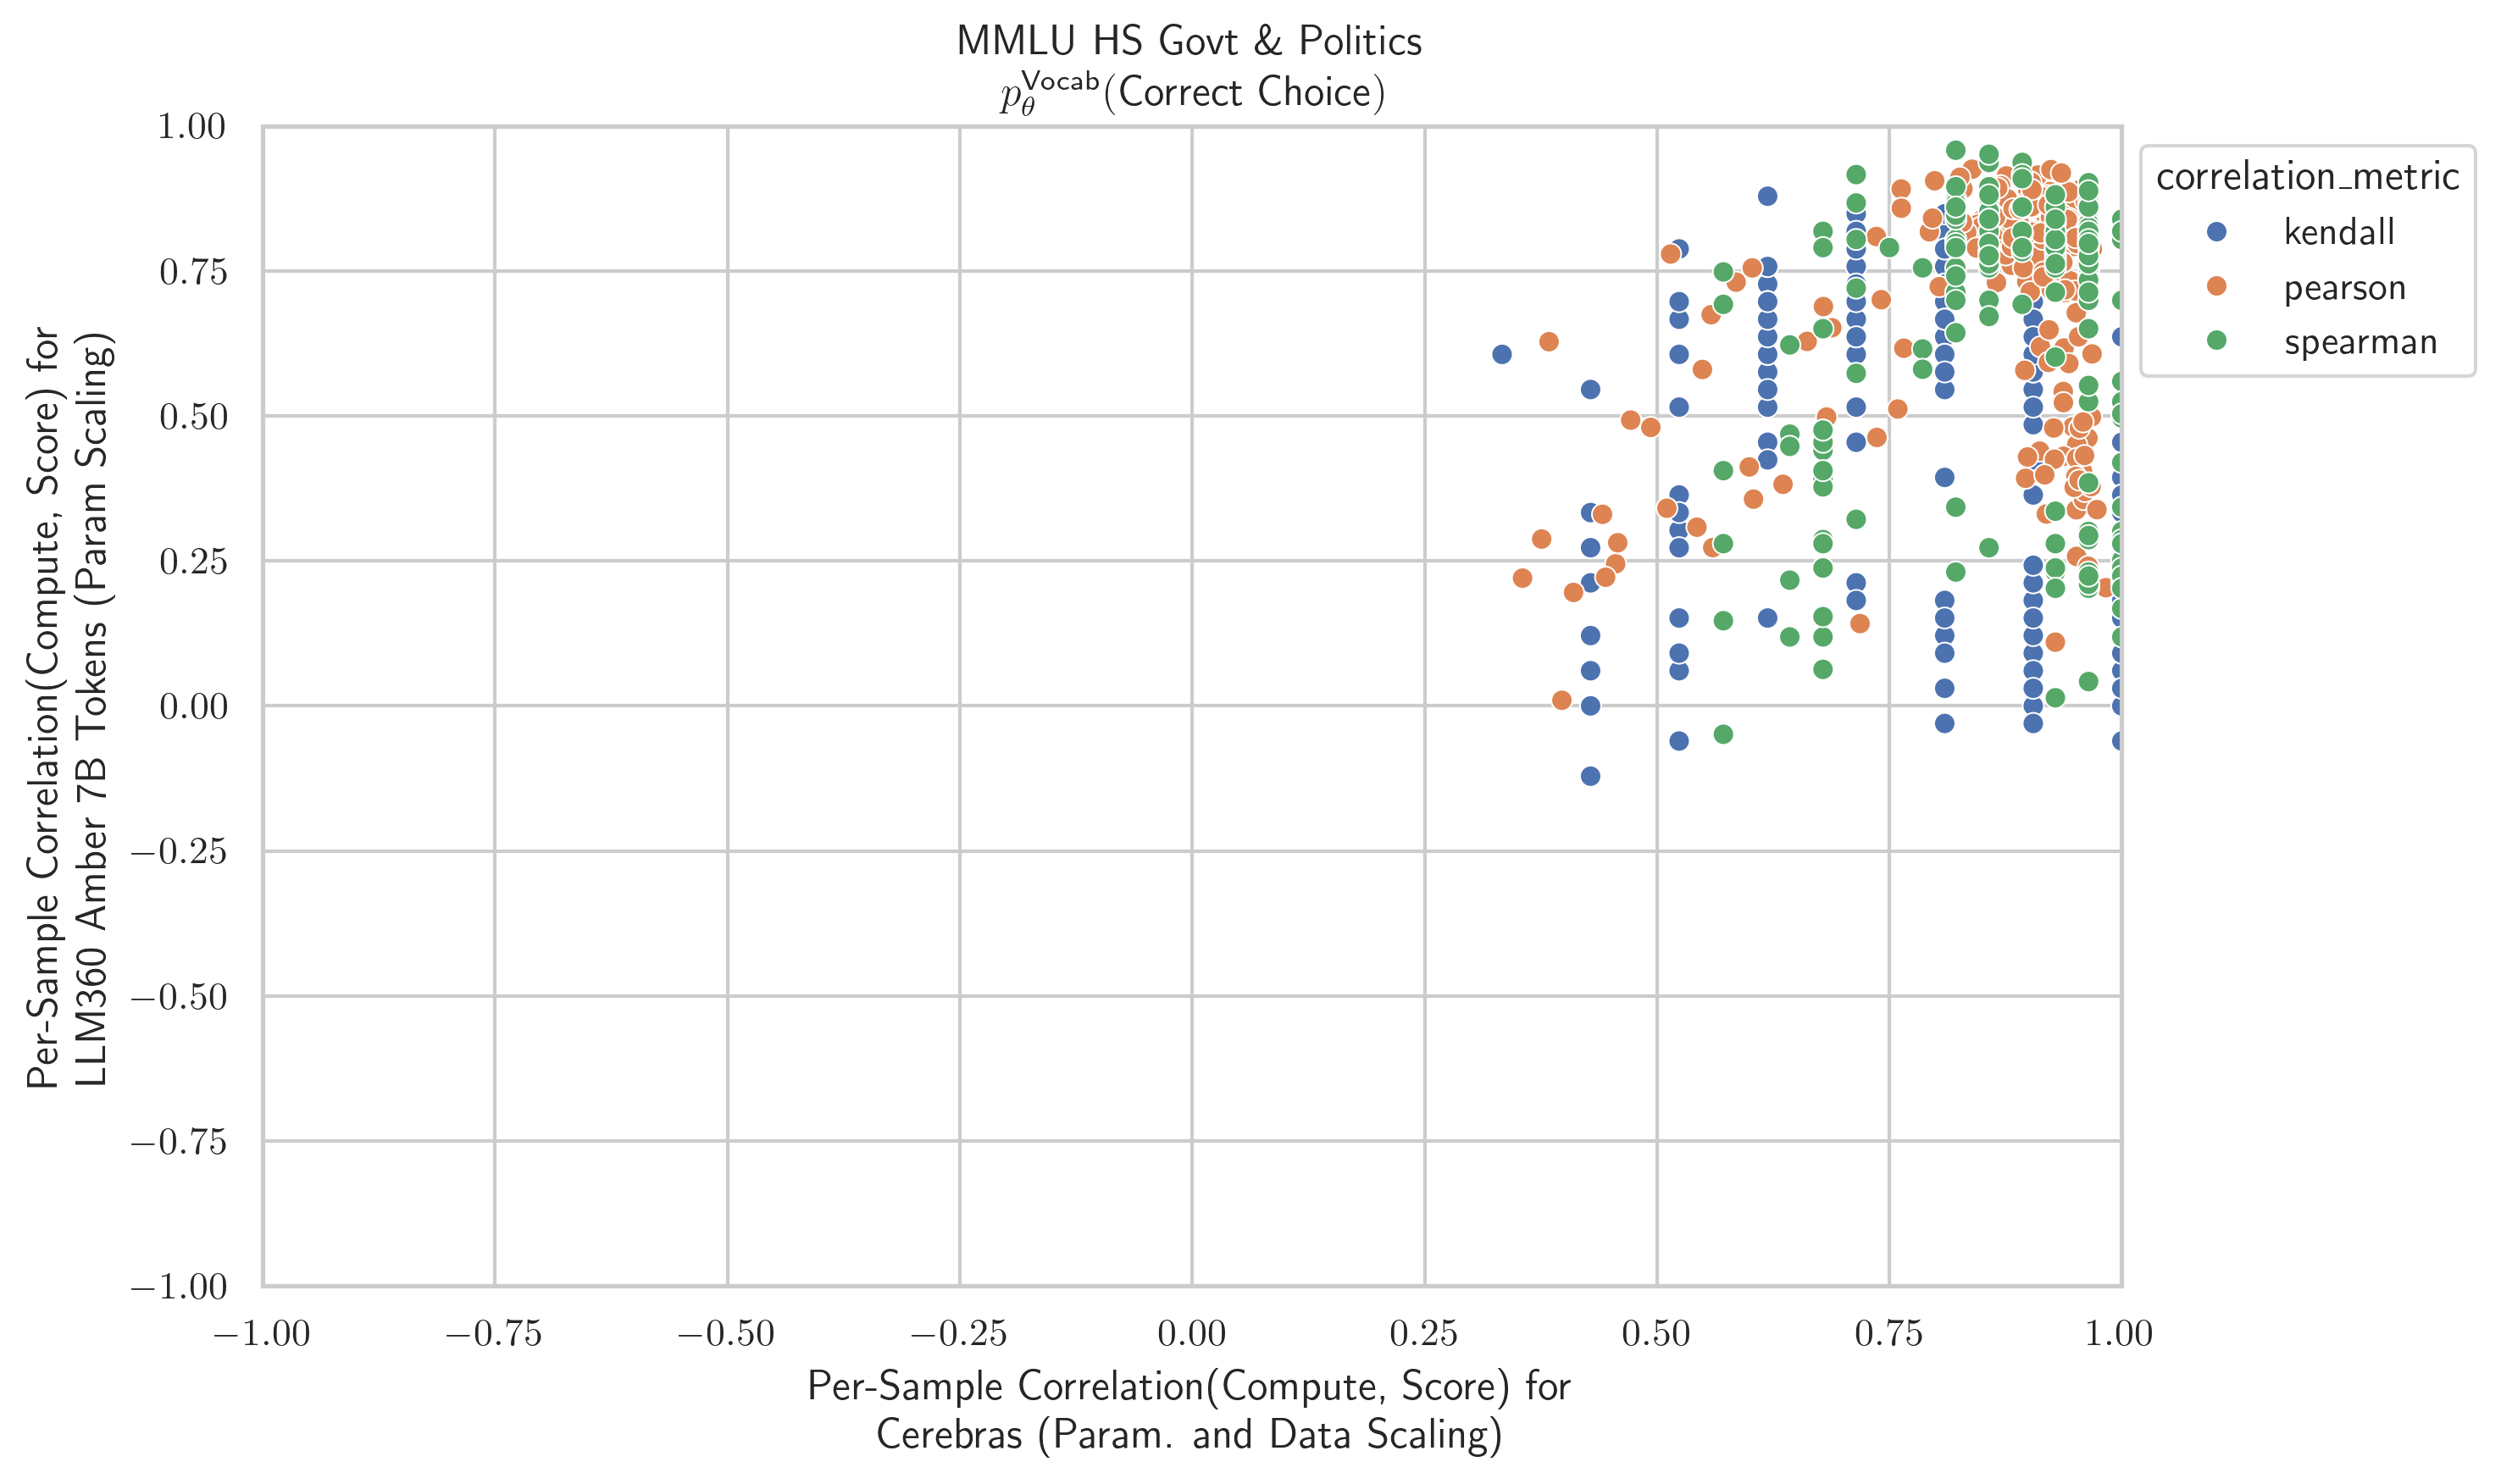 MMLU HS Govt & Politics
p_θ^Vocab(Correct Choice)
1.00
0.75
0.50
0.25
0.00
−0.25
−0.50
−0.75
−1.00
Per-Sample Correlation(Compute, Score) for
LLM360 Amber 7B Tokens (Param Scaling)
−1.00
−0.75
−0.50
−0.25
0.00
0.25
0.50
0.75
1.00
Per-Sample Correlation(Compute, Score) for
Cerebras (Param. and Data Scaling)
correlation_metric
kendall
pearson
spearman